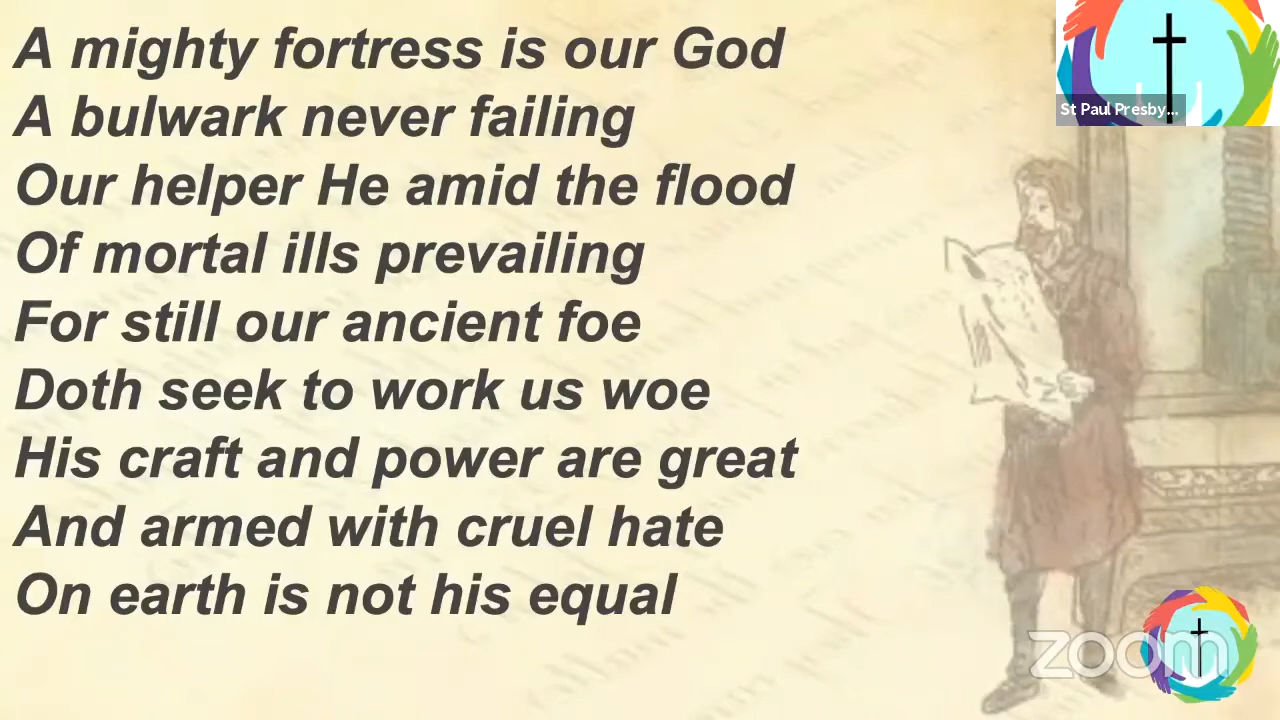 A mighty fortress is our God
A bulwark never failing
Our helper He amid the flood
Of mortal ills prevailing
For still our ancient foe
Doth seek to work us woe
His craft and power are great
And armed with cruel hate
On earth is not his equal
St Paul Presby...
zoom